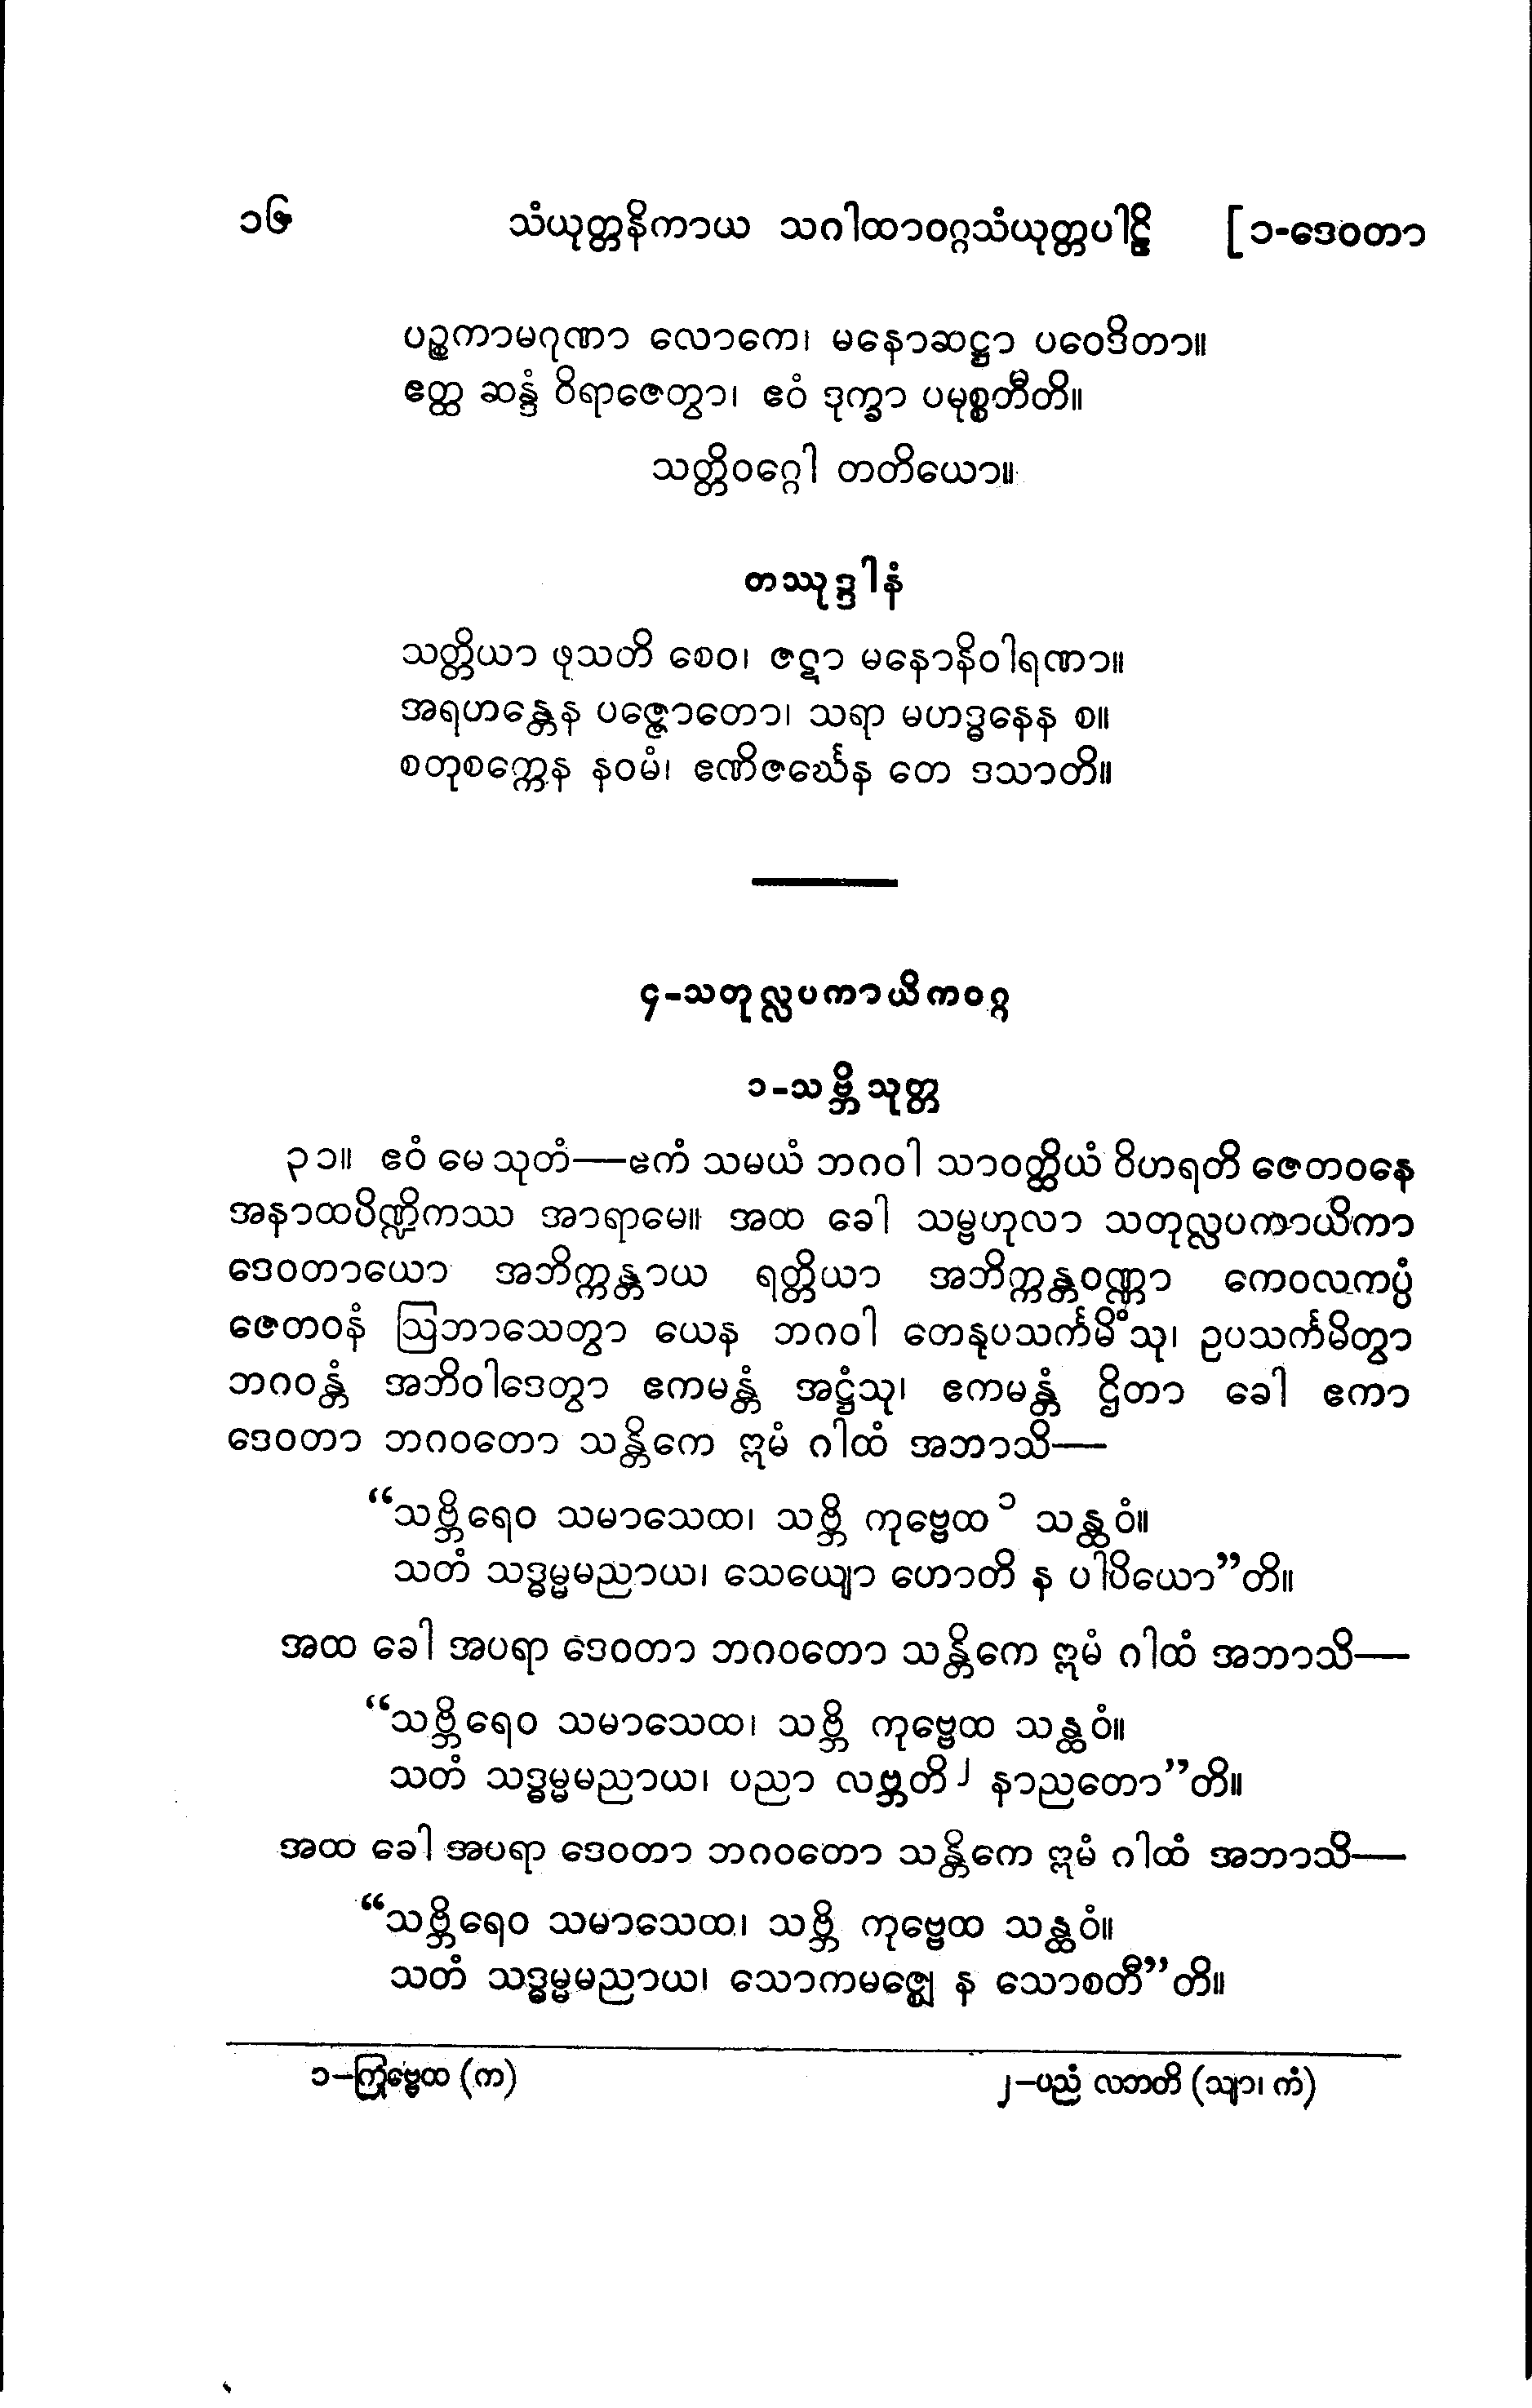 ၁၆ သံယုတ္တနိကာယ သဂါထာဝဂ္ဂသံယုတ္တပါဠိ [၁-ဒေဝတာ
ပဉ္စကာမဂုဏာ လောကေ၊ မနောဆဋ္ဌာ ပဝေဒိတာ။
ဧတ္ထ ဆန္ဒံ ဝိရာဇေတွာ၊ ဧဝံ ဒုက္ခာ ပမုစ္စတီတိ။
သတ္တိဝဂ္ဂေါ တတိယော။
တဿုဒ္ဒါနံ
သတ္တိယာ ဖုသတိ စေဝ၊ ဇဋာ မနောနိဝါရဏာ။
အရဟန္တေန ပဇ္ဇောတော၊ သရာ မဟဒ္ဓနေန စ။
စတုစက္ကေန နဝမံ၊ ဧဏိဇင်္ဃေန တေ ဒသာတိ။
၄-သတုလ္လပကာယိကဝဂ္ဂ
၁-သဗ္ဘိသုတ္တ
၃၁။ ဧဝံ မေ သုတံ—ဧကံ သမယံ ဘဂဝါ သာဝတ္ထိယံ ဝိဟရတိ ဇေတဝနေ
အနာထပိဏ္ဍိကဿ အာရာမေ။ အထ ခေါ သမ္ဗဟုလာ သတုလ္လပကာယိကာ
ဒေဝတာယော အဘိက္ကန္တာယ ရတ္တိယာ အဘိက္ကန္တဝဏ္ဏာ ကေဝလကပ္ပံ
ဇေတဝနံ ဩဘာသေတွာ ယေန ဘဂဝါ တေနုပသင်္ကမိံသု၊ ဥပသင်္ကမိတွာ
ဘဂဝန္တံ အဘိဝါဒေတွာ ဧကမန္တံ အဋ္ဌံသု၊ ဧကမန္တံ ဌိတာ ခေါ ဧကာ
ဒေဝတာ ဘဂဝတော သန္တိကေ ဣမံ ဂါထံ အဘာသိ—
“သဗ္ဘိရေဝ သမာသေထ၊ သဗ္ဘိ ကုဗ္ဗေထ ၁ သန္ထဝံ။
သတံ သဒ္ဓမ္မမညာယ၊ သေယျော ဟောတိ န ပါပိယော”တိ။
အထ ခေါ အပရာ ဒေဝတာ ဘဂဝတော သန္တိကေ ဣမံ ဂါထံ အဘာသိ—
“သဗ္ဘိရေဝ သမာသေထ၊ သဗ္ဘိ ကုဗ္ဗေထ သန္ထဝံ။
သတံ သဒ္ဓမ္မမညာယ၊ ပညာ လဗ္ဘတိ ၂ နာညတော”တိ။
အထ ခေါ အပရာ ဒေဝတာ ဘဂဝတော သန္တိကေ ဣမံ ဂါထံ အဘာသိ—
“သဗ္ဘိရေဝ သမာသေထ၊ သဗ္ဘိ ကုဗ္ဗေထ သန္ထဝံ။
သတံ သဒ္ဓမ္မမညာယ၊ သောကမဇ္ဈေ န သောစတီ”တိ။
၁-ကြုဗ္ဗေထ (က) ၂-ပညံ လဘတိ (သျာ၊ ကံ)